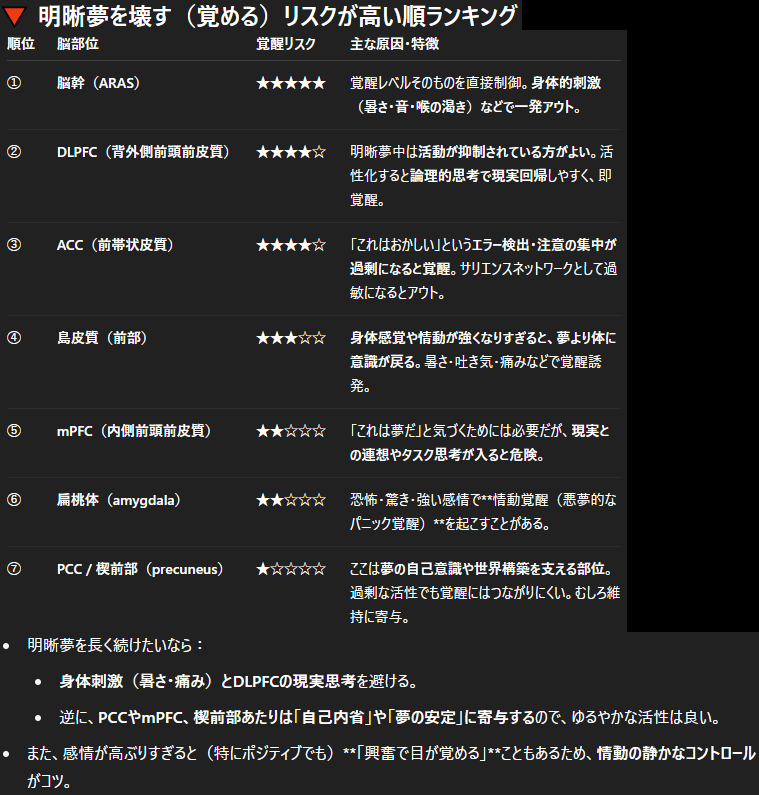 ▼ 明晰夢を壊す（覚める）リスクが高い順ランキング
順位 脳部位 覚醒リスク 主な原因・特徴
① 脳幹（ARAS） ★★★★★ 覚醒レベルそのものを直接制御。身体的刺激
（暑さ・音・喉の渇き）などで一発アウト。
② DLPFC（背外側前頭前皮質） ★★★★☆ 明晰夢中は活動が抑制されている方がよい。活
性化すると論理的思考で現実回帰しやすく、即
覚醒。
③ ACC（前帯状皮質） ★★★★☆ 「これはおかしい」というエラー検出・注意の集中が
過剰になると覚醒。サリエンスネットワークとして過
敏になるとアウト。
④ 島皮質（前部） ★★★☆☆ 身体感覚や情動が強くなりすぎると、夢より体に
意識が戻る。暑さ・吐き気・痛みなどで覚醒誘
発。
⑤ mPFC（内側前頭前皮質） ★★☆☆☆ 「これは夢だ」と気づくためには必要だが、現実と
の連想やタスク思考が入ると危険。
⑥ 扁桃体（amygdala） ★★☆☆☆ 恐怖・驚き・強い感情で**情動覚醒（悪夢的な
パニック覚醒）**を起こすことがある。
⑦ PCC / 楔前部（precuneus） ★☆☆☆☆ ここは夢の自己意識や世界構築を支える部位。
過剰な活性でも覚醒にはつながりにくい。むしろ維
持に寄与。
• 明晰夢を長く続けたいなら：
• 身体刺激（暑さ・痛み）とDLPFCの現実思考を避ける。
• 逆に、PCCやmPFC、楔前部あたりは「自己内省」や「夢の安定」に寄与するので、ゆるやかな活性は良い。
• また、感情が高ぶりすぎると（特にポジティブでも）**「興奮で目が覚める」**こともあるため、情動の静かなコントロール
がコツ。